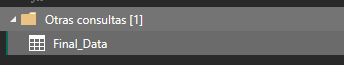 Otras consultas [1]
Final_Data